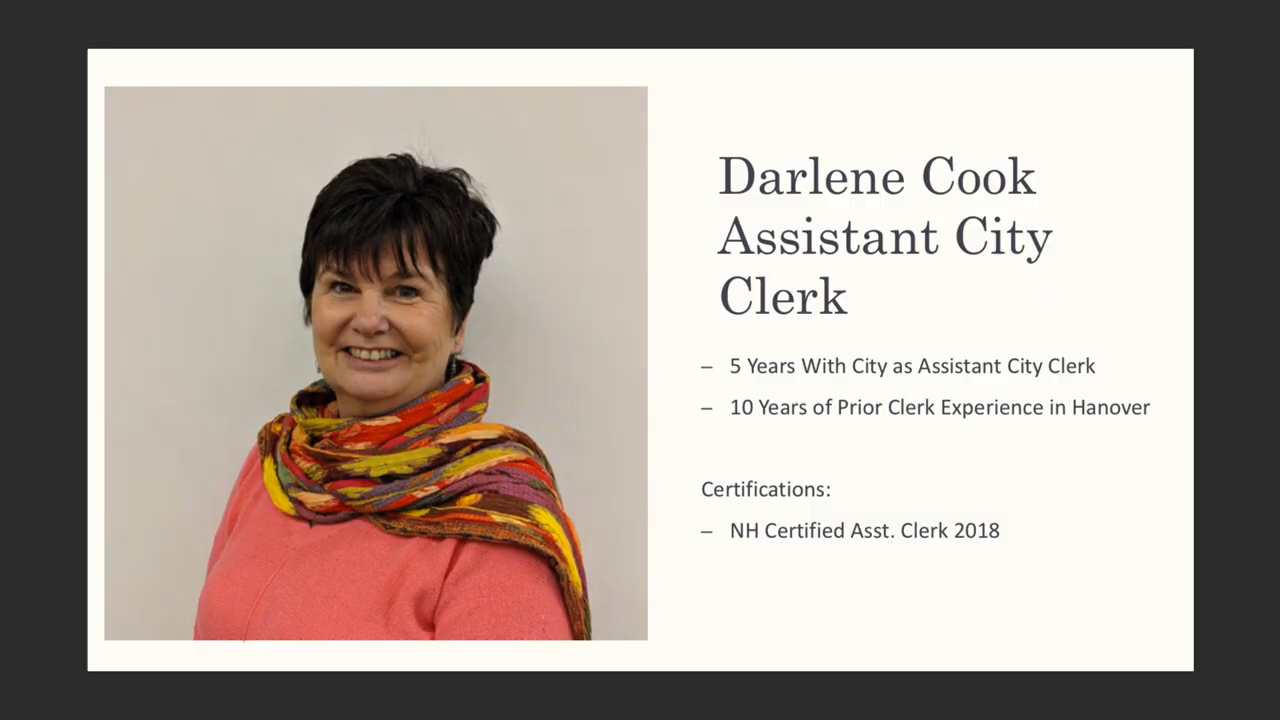 Darlene Cook
Assistant City
Clerk
– 5 Years With City as Assistant City Clerk
– 10 Years of Prior Clerk Experience in Hanover
Certifications:
– NH Certified Asst. Clerk 2018